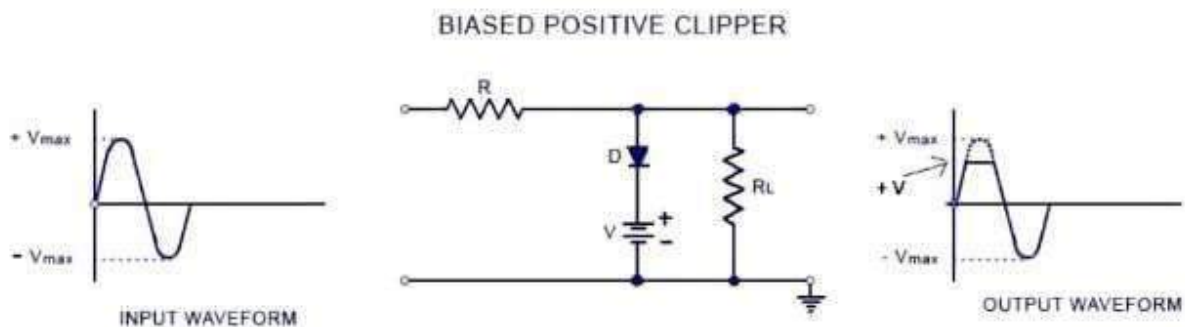 BIASED POSITIVE CLIPPER
+ Vmax
- Vmax
INPUT WAVEFORM
R
D
V
+
-
RL
+ Vmax
+ V
- Vmax
OUTPUT WAVEFORM